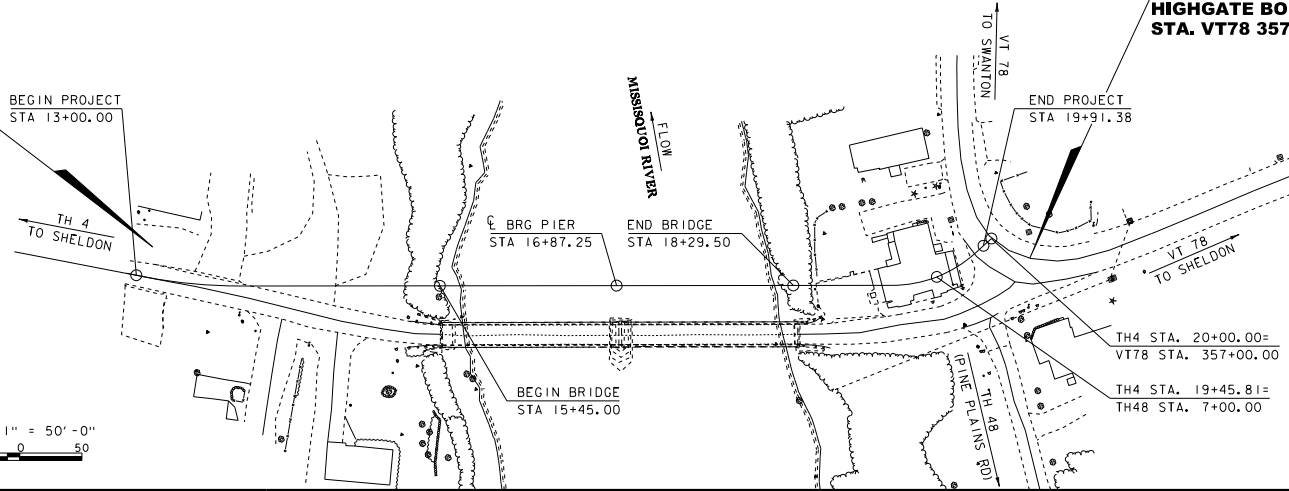 HIGHGATE BO
STA. VT78 357
VT 78
TO SWANTON
BEGIN PROJECT
STA 13+00.00
END PROJECT
STA 19+91.38
MISSISQUOI RIVER
FLOW
TH 4
TO SHELDON
℄ BRG PIER
STA 16+87.25
END BRIDGE
STA 18+29.50
VT 78
TO SHELDON
TH4 STA. 20+00.00=
VT78 STA. 357+00.00
BEGIN BRIDGE
STA 15+45.00
TH 48
(PINE PLAINS RD)
TH4 STA. 19+45.81=
TH48 STA. 7+00.00
1" = 50'-0"
0 50